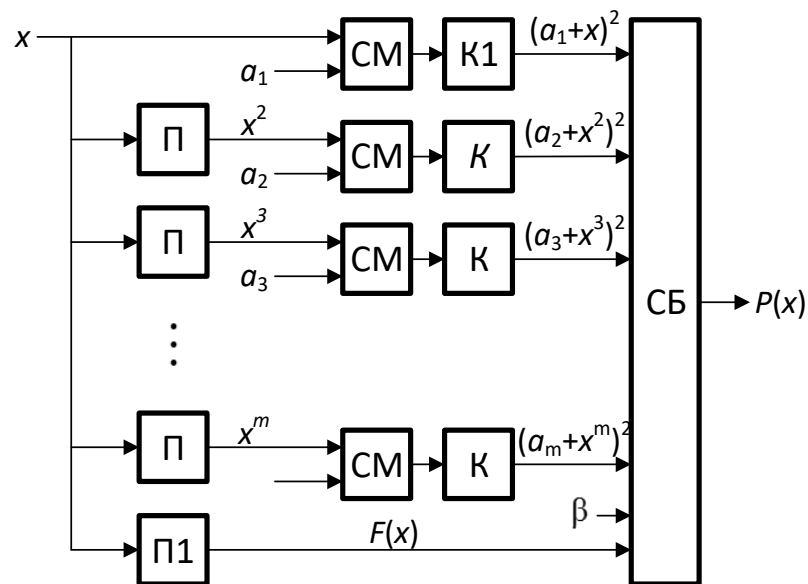 x СМ К1 (a₁+x)²
a₁
П x² СМ К (a₂+x²)²
a₂
П x³ СМ К (a₃+x³)²
a₃
СБ P(x)
П xᵐ СМ К (aₘ+xᵐ)²
β
П1 F(x)